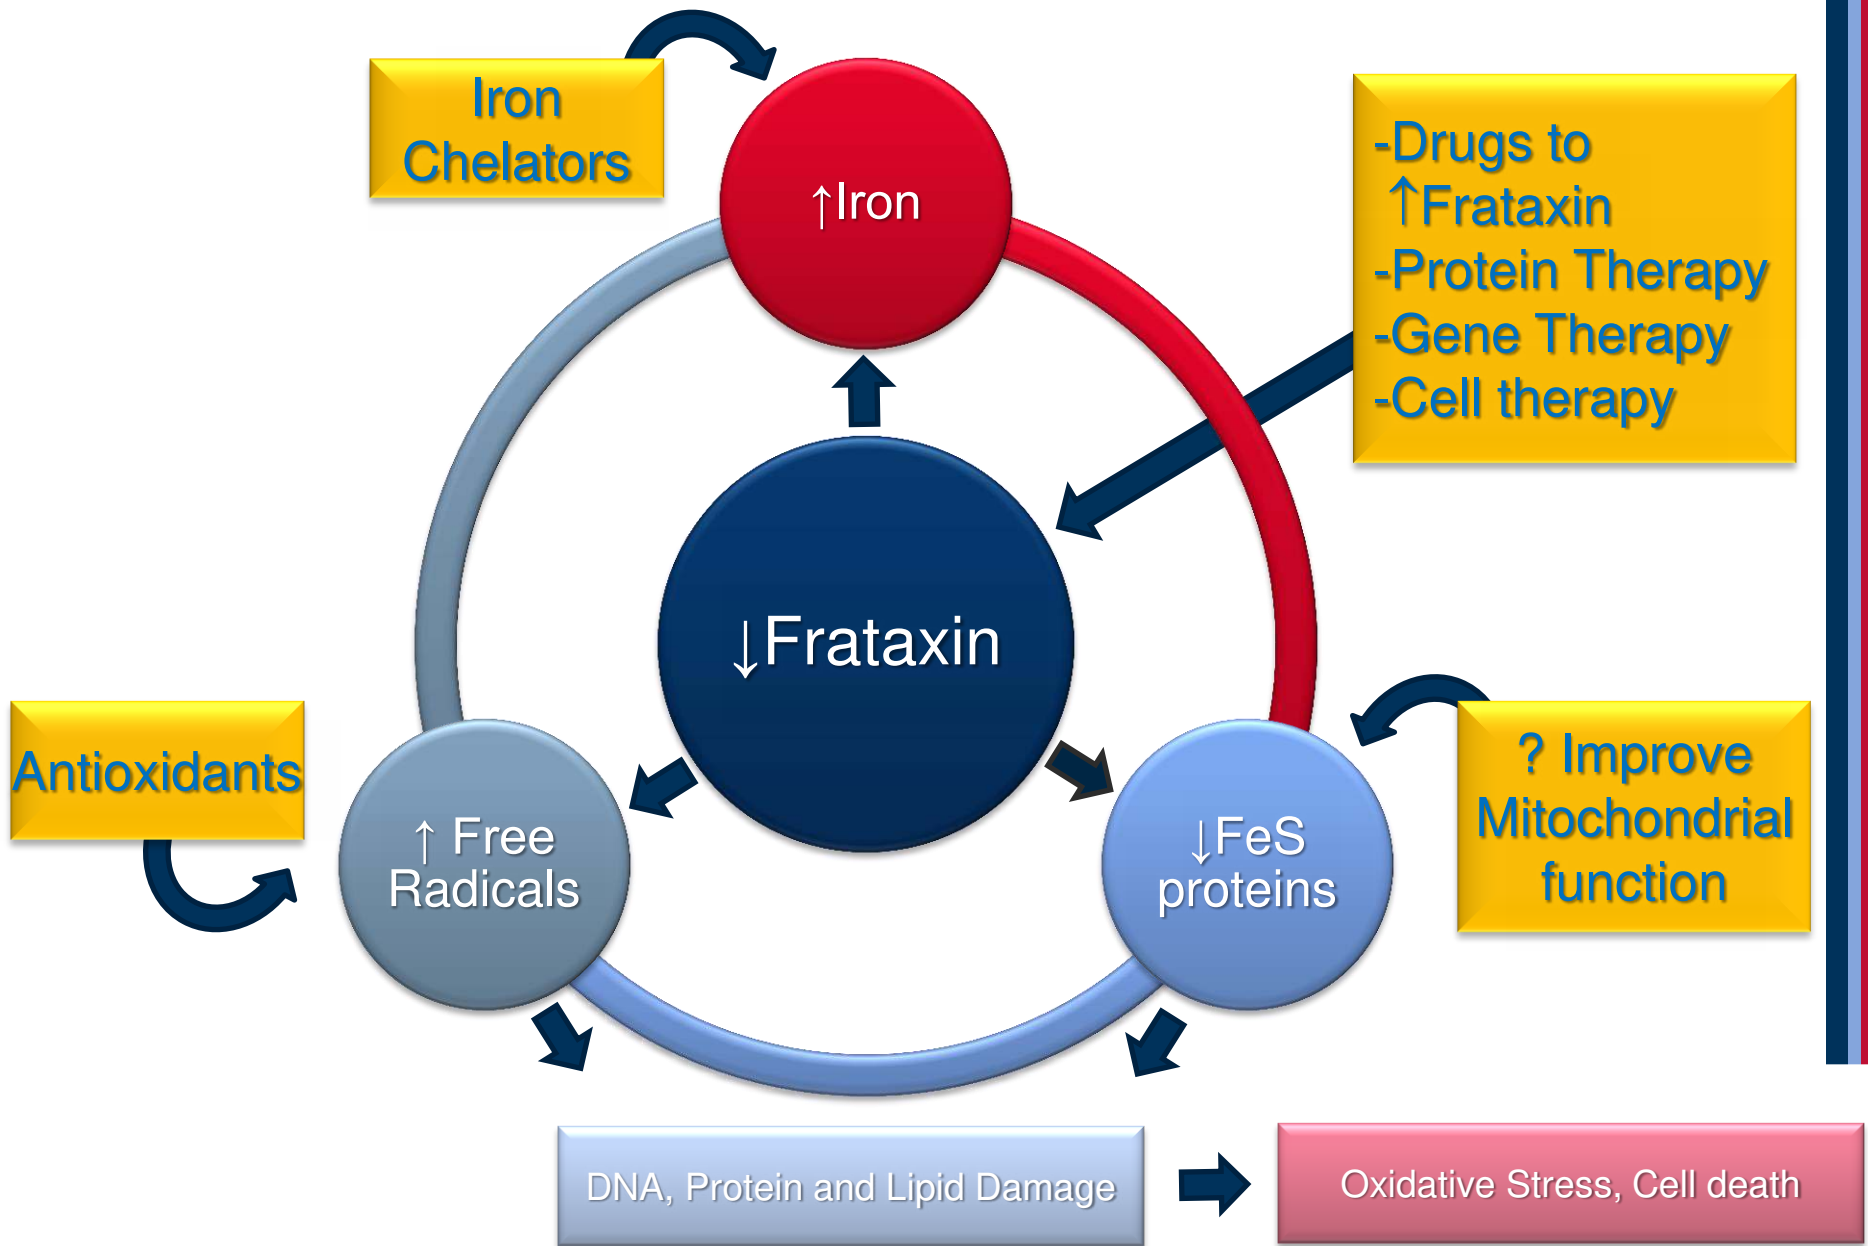 Iron
Chelators
↑Iron
-Drugs to
↑Frataxin
-Protein Therapy
-Gene Therapy
-Cell therapy
↓Frataxin
Antioxidants
↑ Free
Radicals
↓FeS
proteins
? Improve
Mitochondrial
function
DNA, Protein and Lipid Damage
Oxidative Stress, Cell death